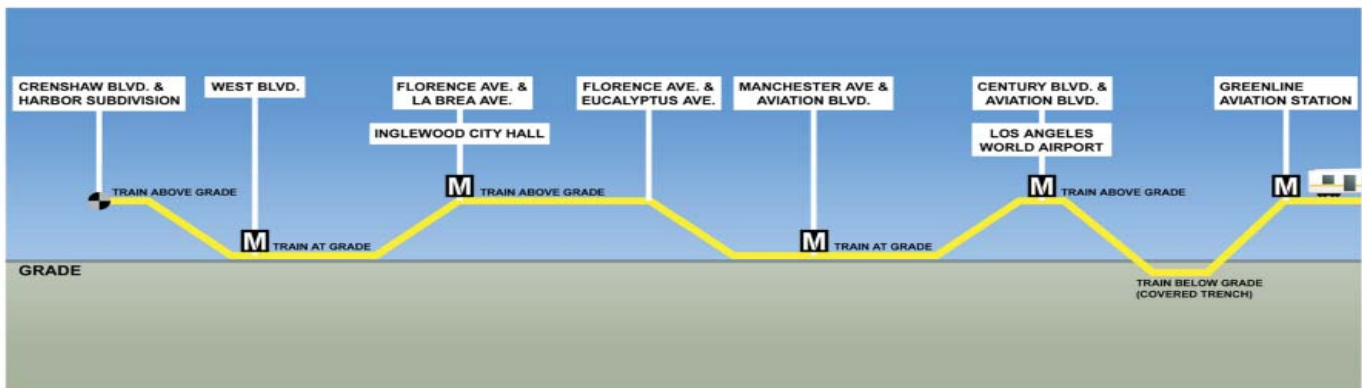 CRENSHAW BLVD. &
HARBOR SUBDIVISION
WEST BLVD.
FLORENCE AVE. &
LA BREA AVE.
INGLEWOOD CITY HALL
FLORENCE AVE. &
EUCALYPTUS AVE.
MANCHESTER AVE &
AVIATION BLVD.
CENTURY BLVD. &
AVIATION BLVD.
LOS ANGELES
WORLD AIRPORT
GREENLINE
AVIATION STATION
TRAIN ABOVE GRADE
M
TRAIN AT GRADE
M
TRAIN ABOVE GRADE
M
TRAIN AT GRADE
M
TRAIN ABOVE GRADE
M
GRADE
TRAIN BELOW GRADE
(COVERED TRENCH)